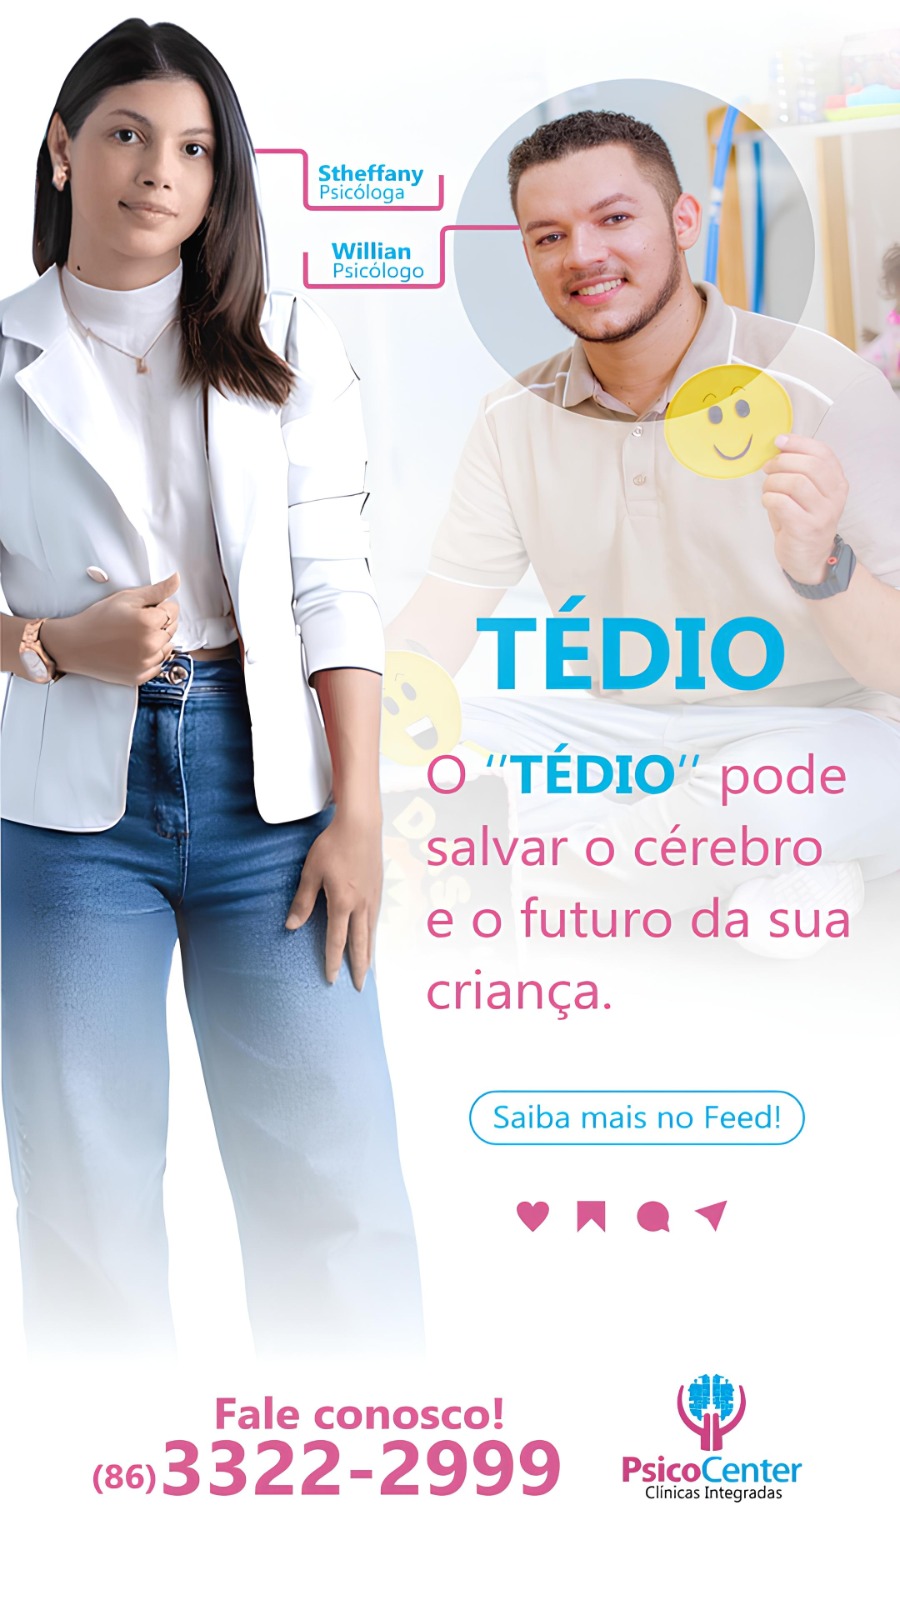 Stheffany
Psicóloga
Willian
Psicólogo
TÉDIO
O ''TÉDIO'' pode
salvar o cérebro
e o futuro da sua
criança.
Saiba mais no Feed!
Fale conosco!
(86)3322-2999
PsicoCenter
Clínicas Integradas